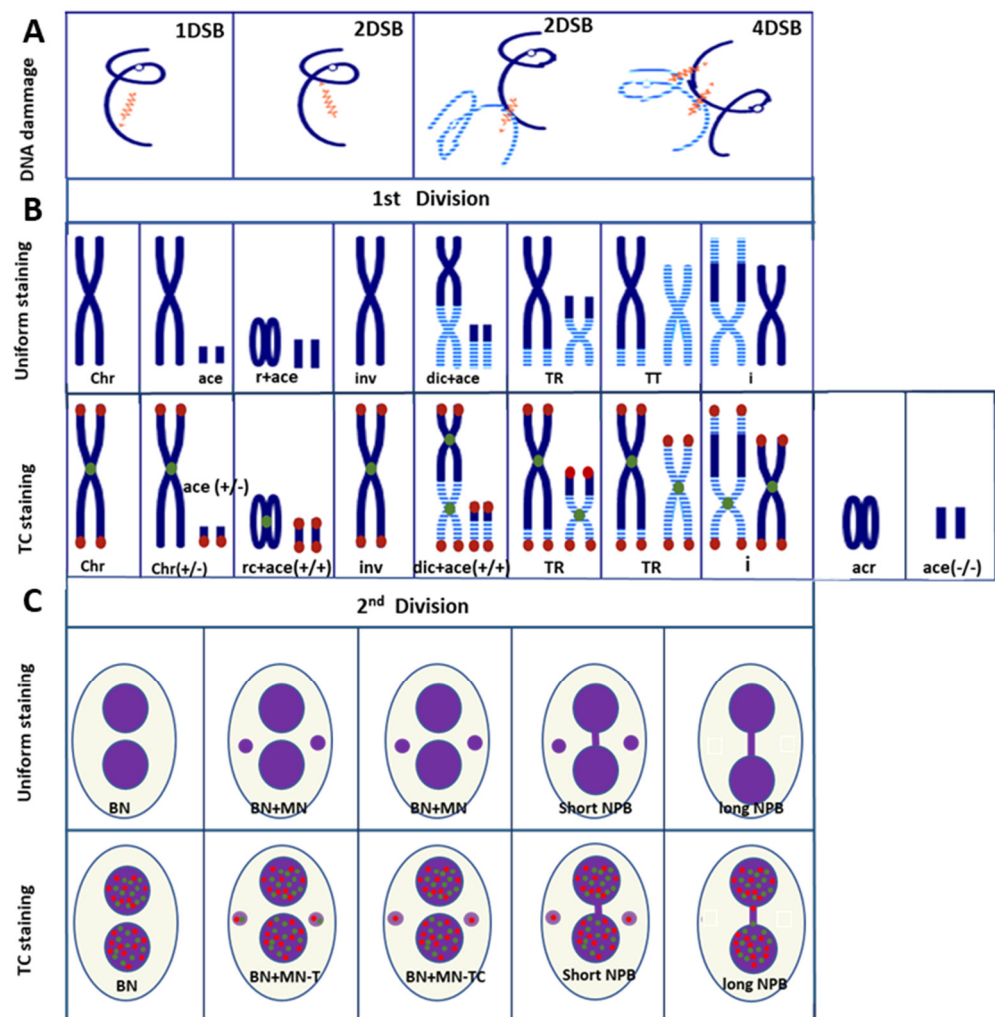 A
DNA dammage
1DSB
2DSB
2DSB
4DSB
B
1st Division
Uniform staining
Chr
ace
r+ace
inv
dic+ace
TR
TT
i
TC staining
Chr
ace (+/-)
Chr(+/-)
rc+ace(+/+)
inv
dic+ace(+/+)
TR
TR
i
acr
ace(-/-)
C
2nd Division
Uniform staining
BN
BN+MN
BN+MN
Short NPB
long NPB
TC staining
BN
BN+MN-T
BN+MN-TC
Short NPB
long NPB